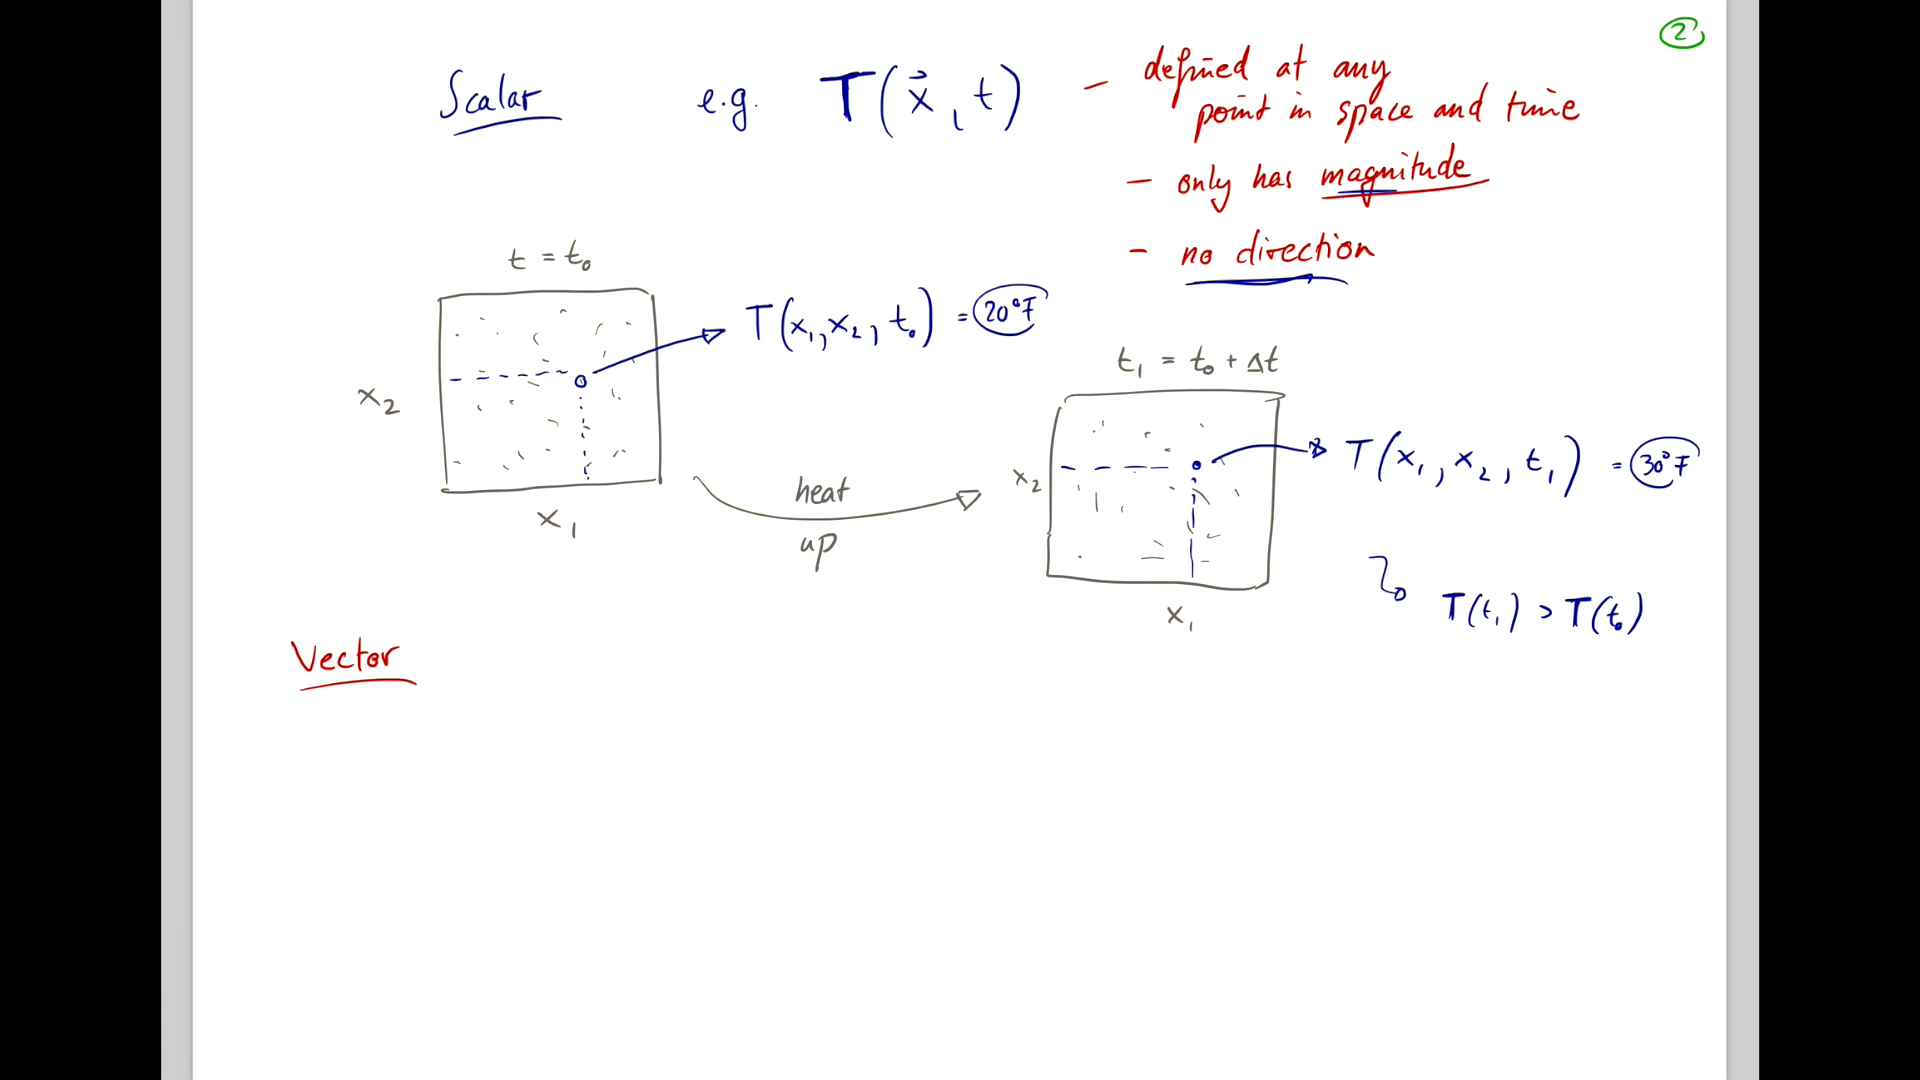 2
Scalar e.g. T(x⃗, t) – defined at any
point in space and time
– only has magnitude
– no direction
t = t₀
T(x₁, x₂, t₀) = 20°F
t₁ = t₀ + Δt
x₂
T(x₁, x₂, t₁) = 30°F
x₂
heat
up
x₁
x₁
T(t₁) > T(t₀)
Vector